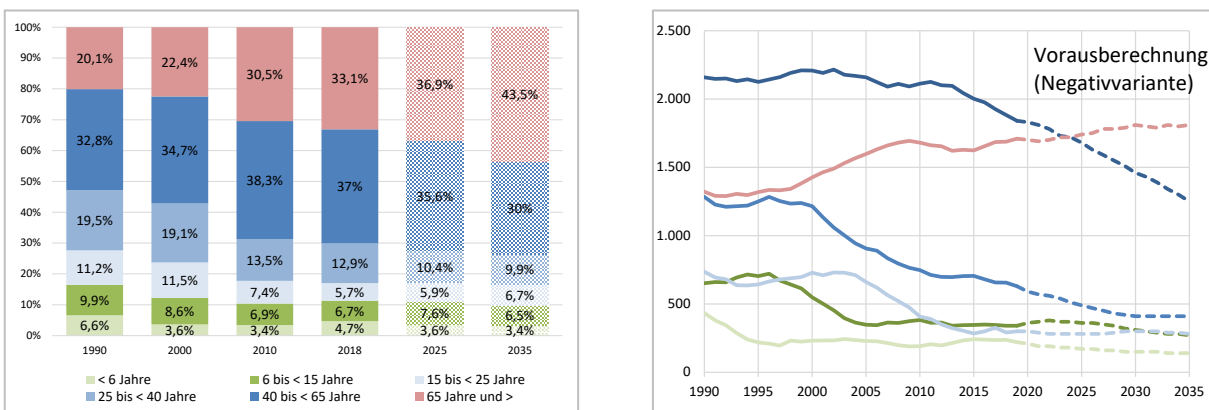 100%
90%
80%
70%
60%
50%
40%
30%
20%
10%
0%
20,1% 22,4% 30,5% 33,1% 36,9% 43,5%
32,8% 34,7% 38,3% 37% 35,6% 30%
19,5% 19,1% 13,5% 12,9% 10,4% 9,9%
11,2% 11,5% 7,4% 5,7% 5,9% 6,7%
9,9% 8,6% 6,9% 6,7% 7,6% 6,5%
6,6% 3,6% 3,4% 4,7% 3,6% 3,4%
1990 2000 2010 2018 2025 2035
< 6 Jahre 6 bis < 15 Jahre 15 bis < 25 Jahre
25 bis < 40 Jahre 40 bis < 65 Jahre 65 Jahre und >
2.500
2.000
1.500
1.000
500
0
Vorausberechnung
(Negativvariante)
1990 1995 2000 2005 2010 2015 2020 2025 2030 2035